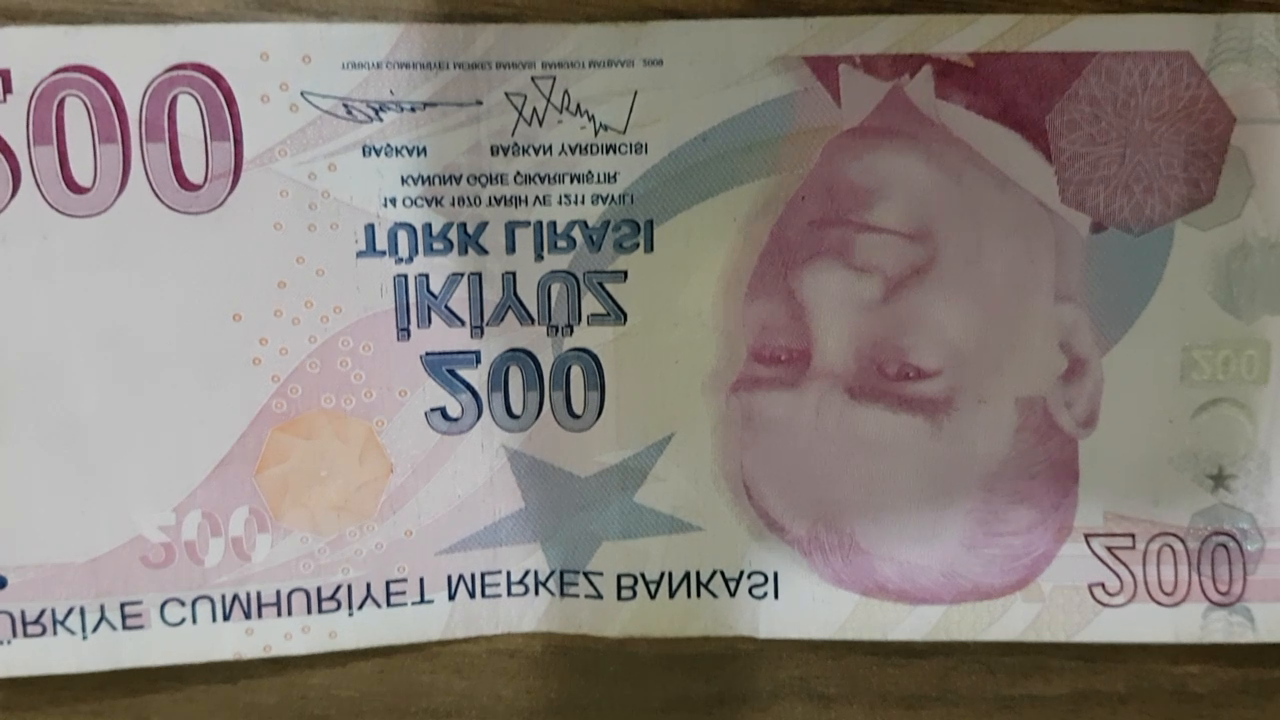 ÜRKİYE CUMHURİYET MERKEZ BANKASI
200
200
200
200
İKİYÜZ
TÜRK LİRASI
14 OCAK 1970 TARİH VE 1211 SAYILI
KANUNA GÖRE ÇIKARILMIŞTIR.
BAŞKAN BAŞKAN YARDIMCISI
200
TÜRKİYE CUMHURİYET MERKEZ BANKASI BANKNOT MATBAASI 2009